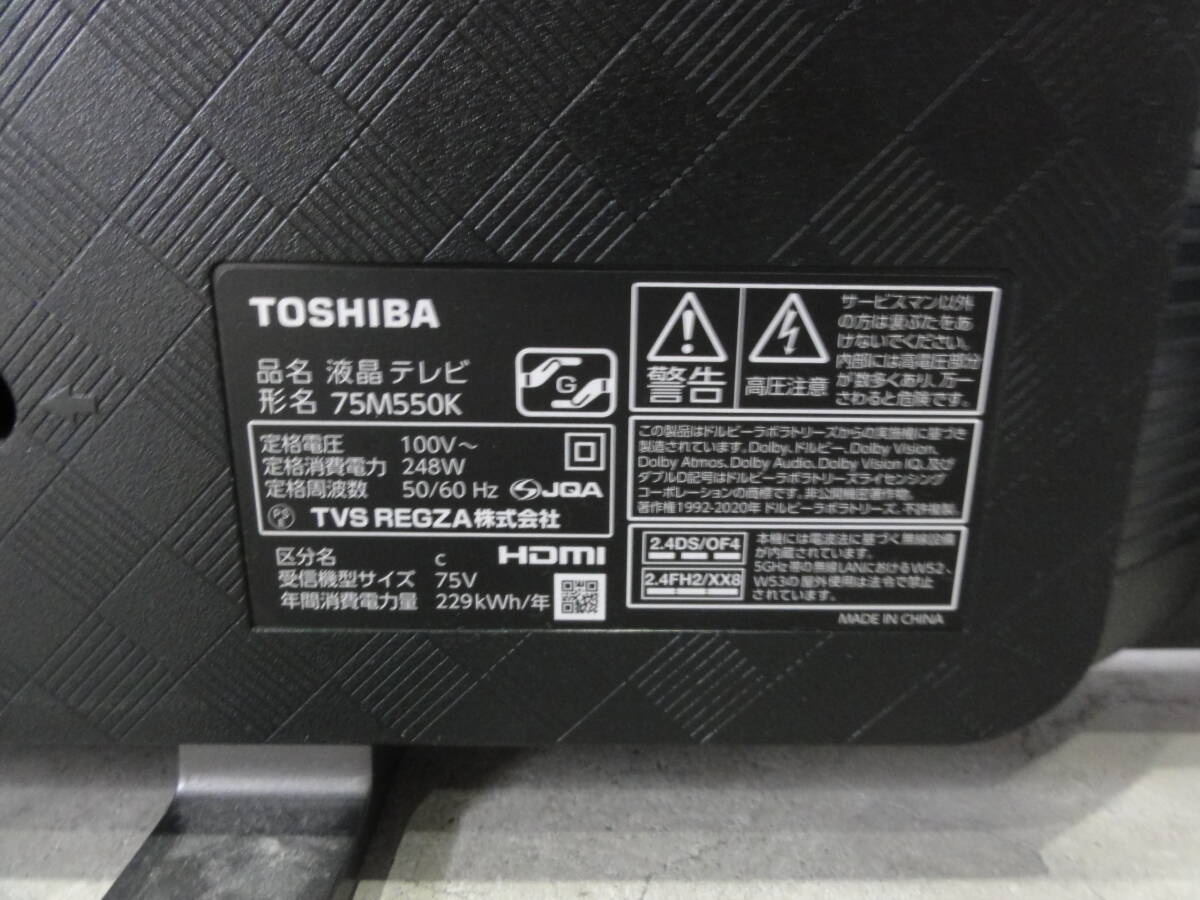 TOSHIBA
品名 液晶テレビ
形名 75M550K
G
定格電圧 100V～
定格消費電力 248W
定格周波数 50/60 Hz
JQA
PS
E
TVS REGZA株式会社
区分名 c
HDMI
受信機型サイズ 75V
年間消費電力量 229kWh/年
警告
高圧注意
サービスマン以外
の方は裏ぶたをあ
けないでください。
内部には高電圧部分
が数多くあり、万一
さわると危険です。
この製品はドルビーラボラトリーズからの実施権に基づき
製造されています。Dolby、ドルビー、Dolby Vision、
Dolby Atmos、Dolby Audio、Dolby Vision IQ、及び
ダブルD記号はドルビーラボラトリーズライセンシング
コーポレーションの商標です。非公開機密著作物。
著作権1992-2020年 ドルビーラボラトリーズ。不許複製。
2.4DS/OF4
2.4FH2/XX8
本機には電波法に基づく無線設備
が内蔵されています。
5GHz帯の無線LANにおけるW52、
W53の屋外使用は法令で禁止
されています。
MADE IN CHINA